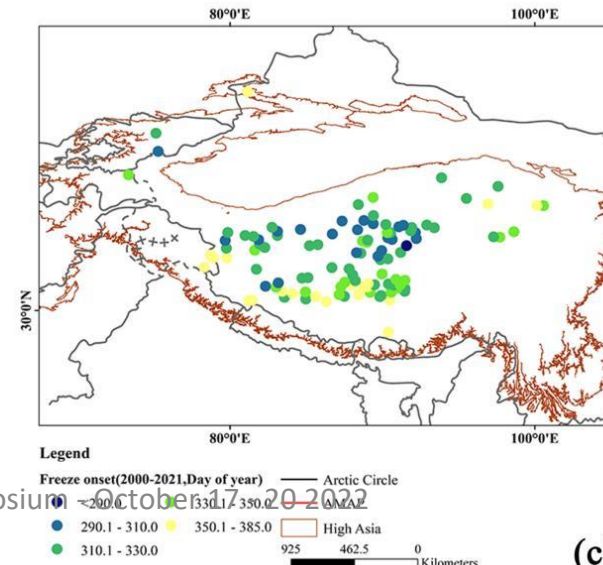 80°0'E 100°0'E
30°0'N
80°0'E 100°0'E
Legend
Freeze onset(2000-2021,Day of year) Arctic Circle
<290.0 330.1 - 350.0 AMAP
290.1 - 310.0 350.1 - 385.0 High Asia
310.1 - 330.0 925 462.5 0
Kilometers
October 17 - 20 2022
(c